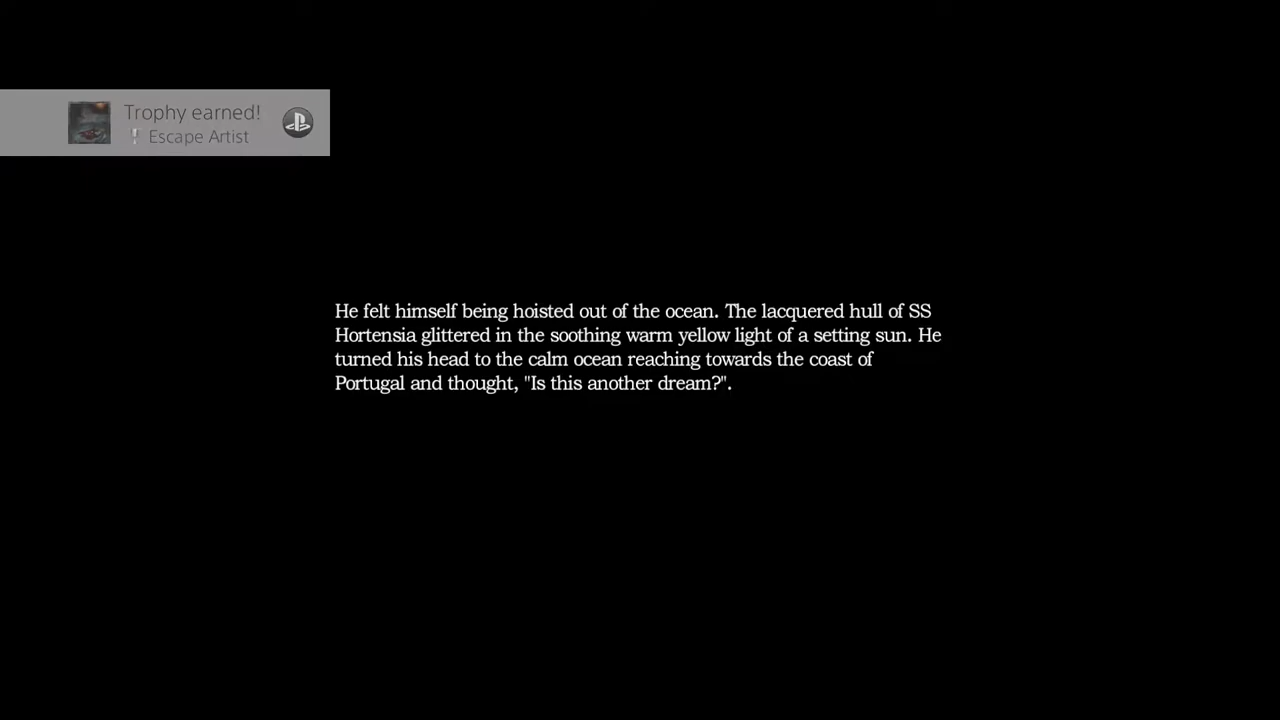 Trophy earned!
Escape Artist
He felt himself being hoisted out of the ocean. The lacquered hull of SS
Hortensia glittered in the soothing warm yellow light of a setting sun. He
turned his head to the calm ocean reaching towards the coast of
Portugal and thought, "Is this another dream?".